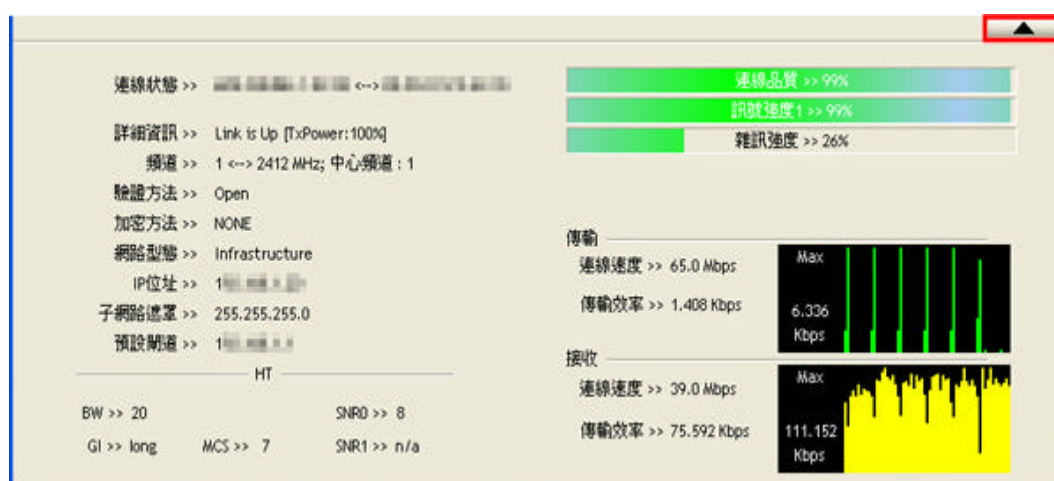 連線狀態 >> <-->
詳細資訊 >> Link is Up [TxPower:100%]
頻道 >> 1 <--> 2412 MHz; 中心頻道 : 1
驗證方法 >> Open
加密方法 >> NONE
網路型態 >> Infrastructure
IP位址 >> 1
子網路遮罩 >> 255.255.255.0
預設閘道 >> 1
HT
BW >> 20
SNR0 >> 8
GI >> long
MCS >> 7
SNR1 >> n/a
連線品質 >> 99%
訊號強度1 >> 99%
雜訊強度 >> 26%
傳輸
連線速度 >> 65.0 Mbps
傳輸效率 >> 1.408 Kbps
Max
6.336
Kbps
接收
連線速度 >> 39.0 Mbps
傳輸效率 >> 75.592 Kbps
Max
111.152
Kbps